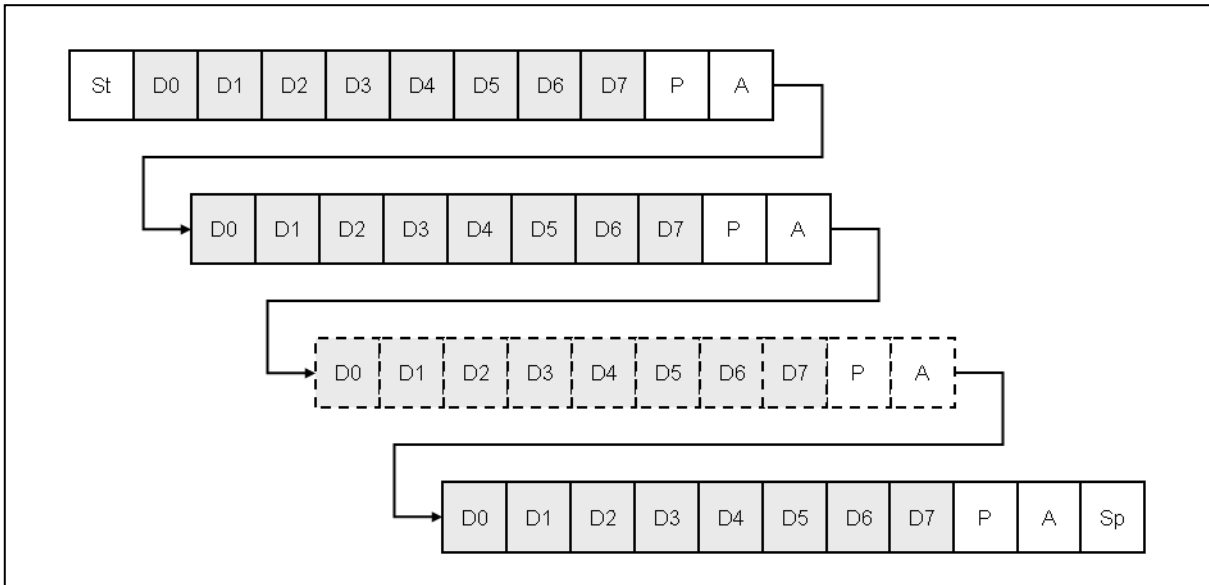 St D0 D1 D2 D3 D4 D5 D6 D7 P A
D0 D1 D2 D3 D4 D5 D6 D7 P A
D0 D1 D2 D3 D4 D5 D6 D7 P A
D0 D1 D2 D3 D4 D5 D6 D7 P A Sp